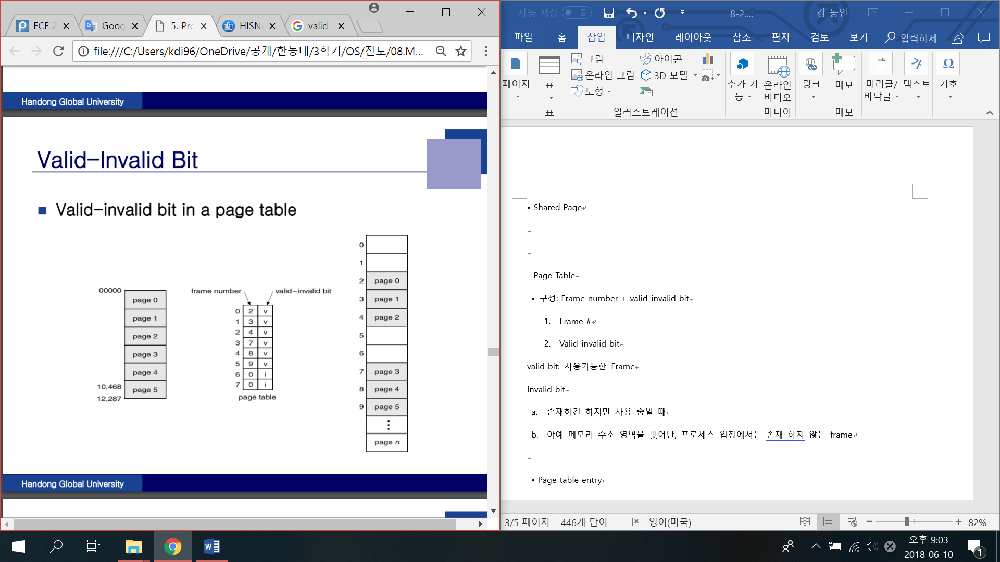 ECE 2
Goog
5. Pro
HISN
valid
file:///C:/Users/kdi96/OneDrive/공개/한동대/3학기/OS/진도/08.M...
Handong Global University
Valid-Invalid Bit
Valid-invalid bit in a page table
00000
page 0
page 1
page 2
page 3
page 4
10,468
page 5
12,287
frame number
valid-invalid bit
0 2 v
1 3 v
2 4 v
3 7 v
4 8 v
5 9 v
6 0 i
7 0 i
page table
0
1
2 page 0
3 page 1
4 page 2
5
6
7 page 3
8 page 4
9 page 5
page n
Handong Global University
자동 저장 끔
8-2....
강 동인
파일 홈 삽입 디자인 레이아웃 참조 편지 검토 보기 입력하세
페이지
표
표
그림
온라인 그림
도형
아이콘
3D 모델
일러스트레이션
추가 기능
온라인 비디오
미디어
링크
메모
메모
머리글/바닥글
텍스트
기호
• Shared Page
- Page Table
• 구성: Frame number + valid-invalid bit
1. Frame #
2. Valid-invalid bit
valid bit: 사용가능한 Frame
Invalid bit
a. 존재하긴 하지만 사용 중일 때
b. 아예 메모리 주소 영역을 벗어난, 프로세스 입장에서는 존재 하지 않는 frame
• Page table entry
3/5 페이지 446개 단어 영어(미국) 82%
오후 9:03
2018-06-10
1